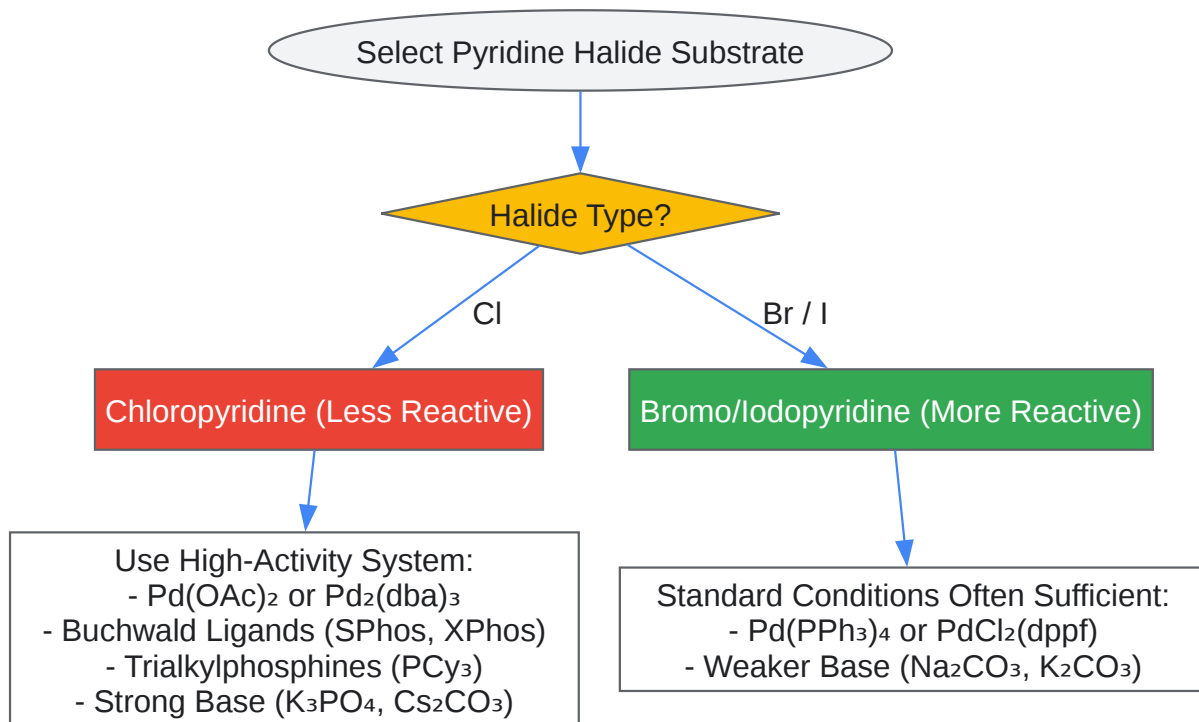 Select Pyridine Halide Substrate
Halide Type?
Cl
Br / I
Chloropyridine (Less Reactive)
Bromo/Iodopyridine (More Reactive)
Use High-Activity System:
- Pd(OAc)₂ or Pd₂(dba)₃
- Buchwald Ligands (SPhos, XPhos)
- Trialkylphosphines (PCy₃)
- Strong Base (K₃PO₄, Cs₂CO₃)
Standard Conditions Often Sufficient:
- Pd(PPh₃)₄ or PdCl₂(dppf)
- Weaker Base (Na₂CO₃, K₂CO₃)